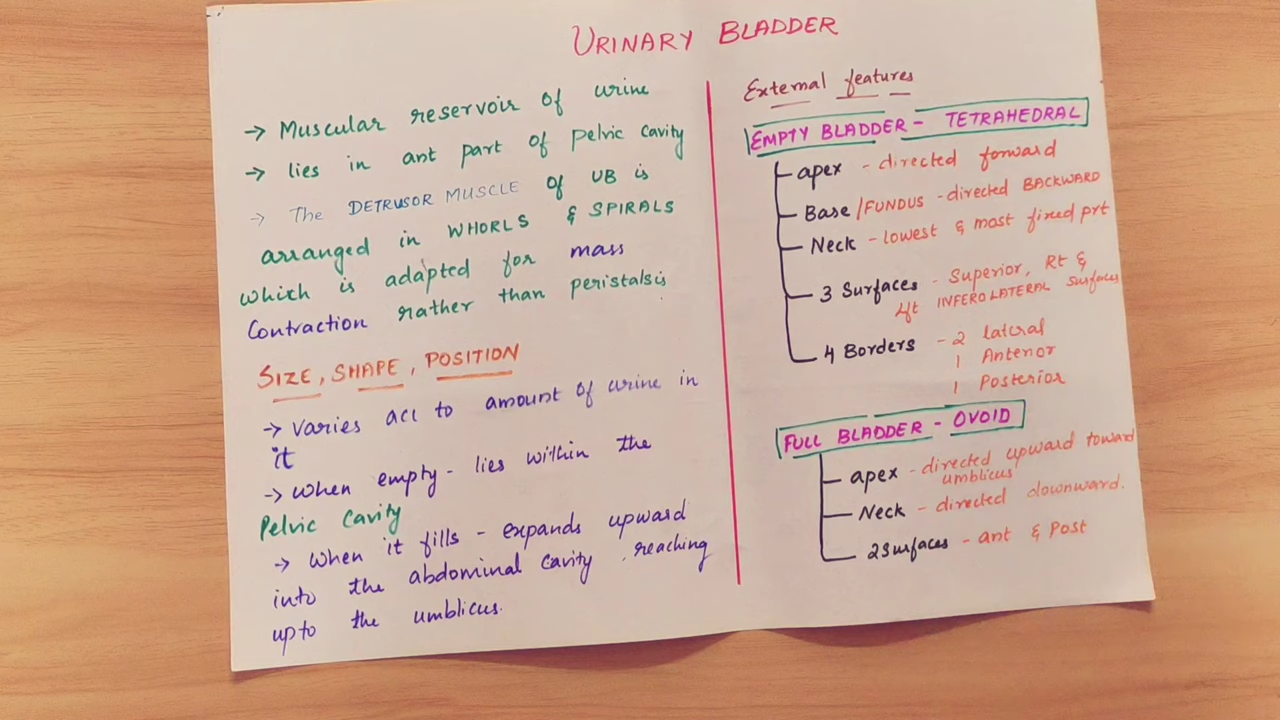 URINARY BLADDER
→ Muscular reservoir of urine
→ lies in ant part of pelvic cavity
→ The DETRUSOR MUSCLE of UB is
arranged in WHORLS & SPIRALS
which is adapted for mass
Contraction rather than peristalsis
SIZE, SHAPE, POSITION
→ Varies acc to amount of urine in
it
→ When empty - lies within the
Pelvic Cavity
→ When it fills - expands upward
into the abdominal cavity. reaching
upto the umblicus.
External features
EMPTY BLADDER - TETRAHEDRAL
apex - directed forward
Base/FUNDUS - directed BACKWARD
Neck - lowest & most fixed prt
3 Surfaces - Superior, Rt &
Lft INFEROLATERAL Surfaces
4 Borders - 2 lateral
1 Anterior
1 Posterior
FULL BLADDER - OVOID
apex - directed upward toward
umblicus
Neck - directed downward.
2 Surfaces - ant & Post